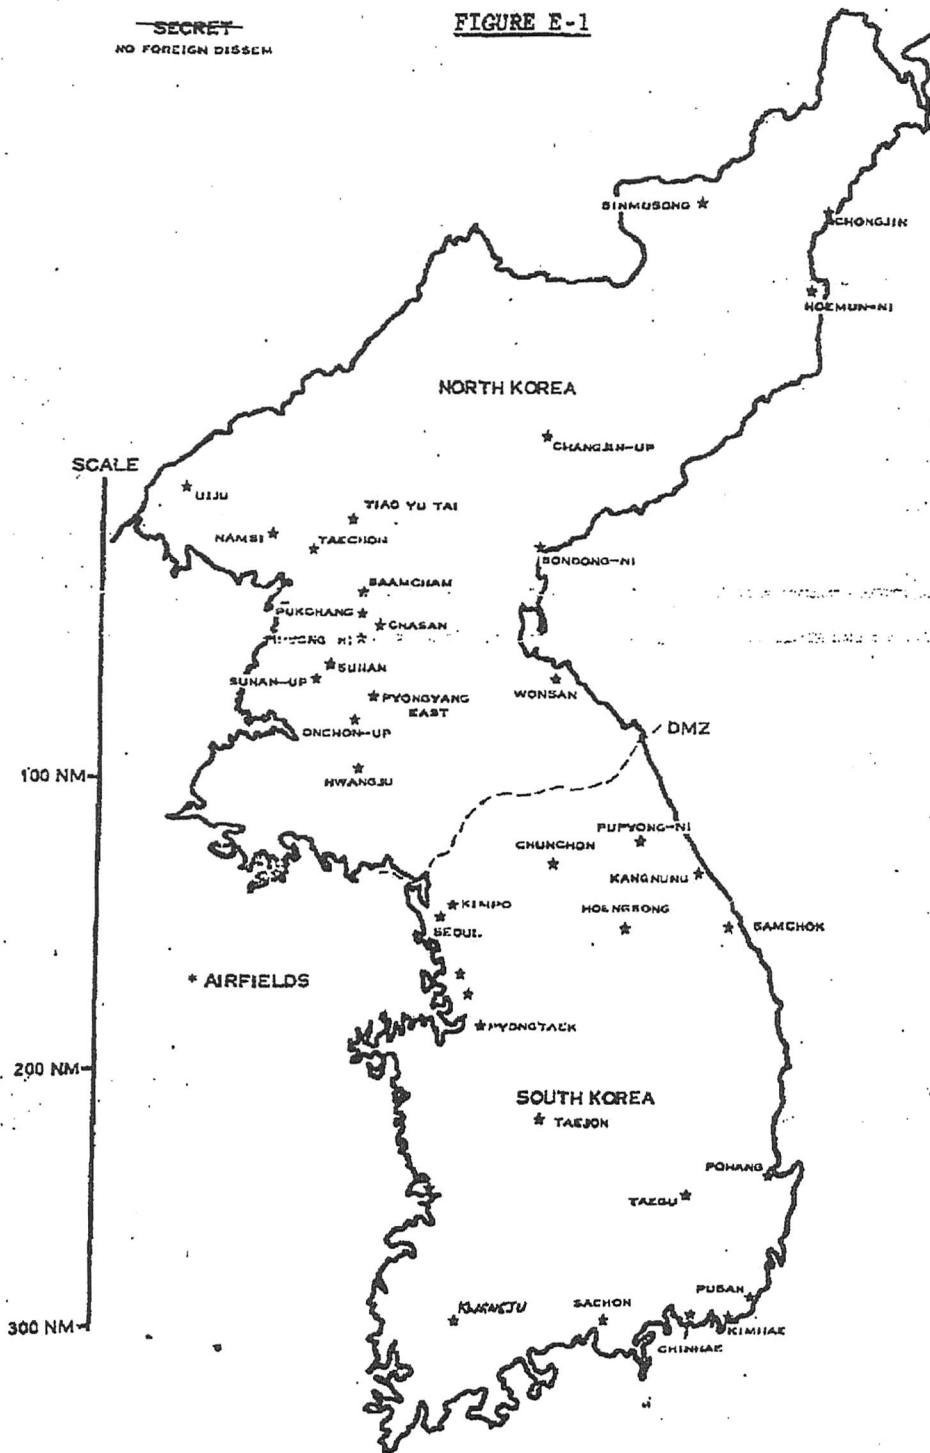 SECRET
NO FOREIGN DISSEM
FIGURE E-1
SINMUSONG
CHONGJIN
HOEMUN-NI
NORTH KOREA
CHANGJIN-UP
SCALE
UIJU
TIAO YU TAI
NAMSI
TAECHON
SONDONG-NI
SAAMCHAM
PUKCHANG
CHASAN
SUNAN
SUNAN-UP
WONSAN
PYONGYANG
EAST
ONCHON-UP
DMZ
100 NM
HWANGJU
PUPYONG-NI
CHUNCHON
KANGNUNG
KIMPO
HOENGSONG
SEOUL
SAMCHOK
* AIRFIELDS
PYONGTAEK
200 NM
SOUTH KOREA
TAEJON
POHANG
TAEGU
PUSAN
KWANGJU
SACHON
300 NM
KIMHAE
CHINHAE